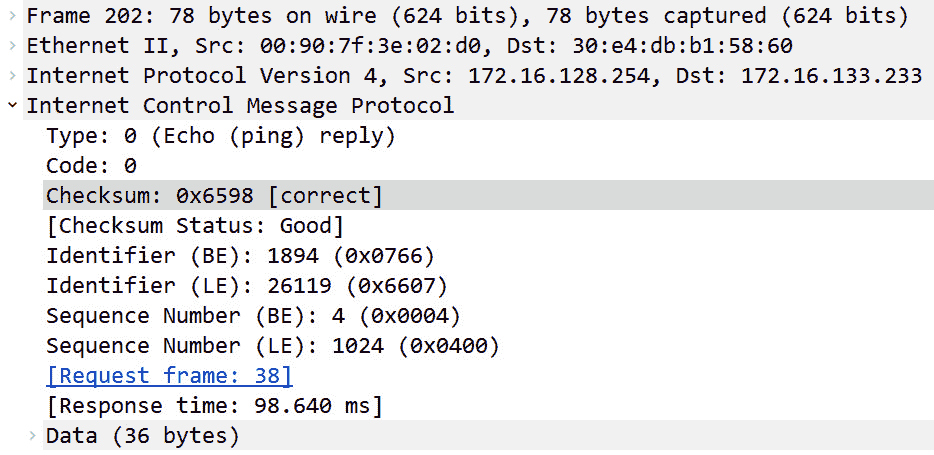 Frame 202: 78 bytes on wire (624 bits), 78 bytes captured (624 bits)
Ethernet II, Src: 00:90:7f:3e:02:d0, Dst: 30:e4:db:b1:58:60
Internet Protocol Version 4, Src: 172.16.128.254, Dst: 172.16.133.233
Internet Control Message Protocol
Type: 0 (Echo (ping) reply)
Code: 0
Checksum: 0x6598 [correct]
[Checksum Status: Good]
Identifier (BE): 1894 (0x0766)
Identifier (LE): 26119 (0x6607)
Sequence Number (BE): 4 (0x0004)
Sequence Number (LE): 1024 (0x0400)
[Request frame: 38]
[Response time: 98.640 ms]
Data (36 bytes)